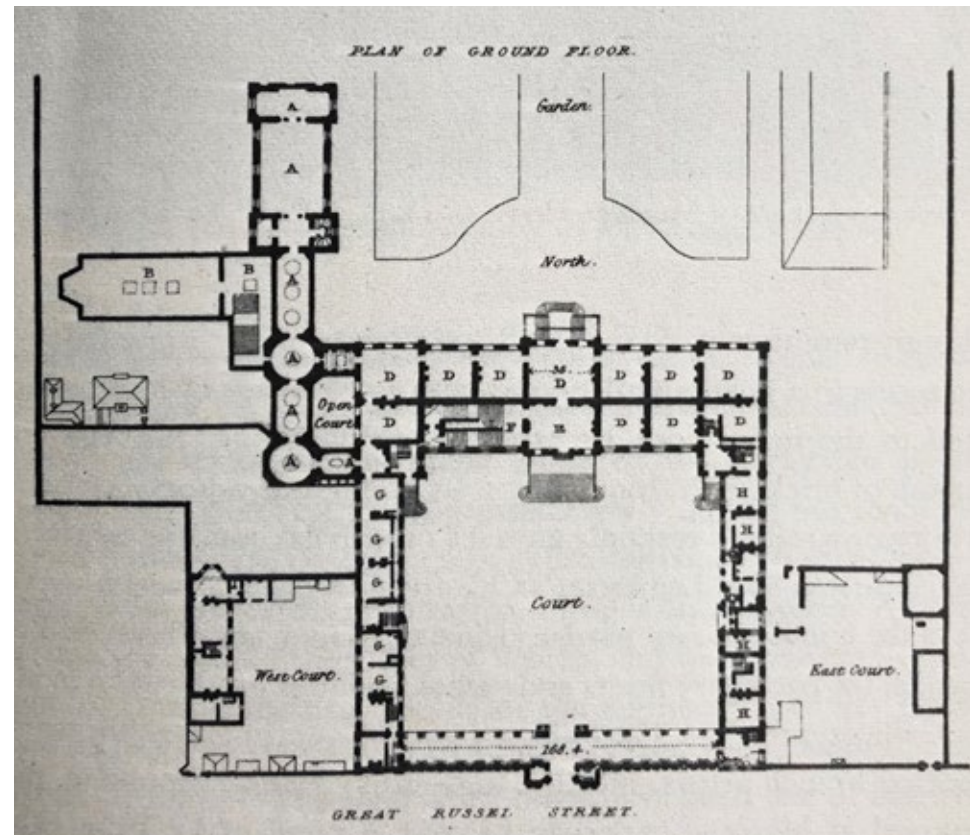 PLAN OF GROUND FLOOR.
A
Garden.
A
B
B
A
North.
A
D
D
D
M
D
D
D
D
A
Open
Court
D
F
E
D
D
D
A
A
G
H
G
H
G
Court.
G
H
West Court.
G
East Court.
H
168.4.
GREAT RUSSEL STREET.